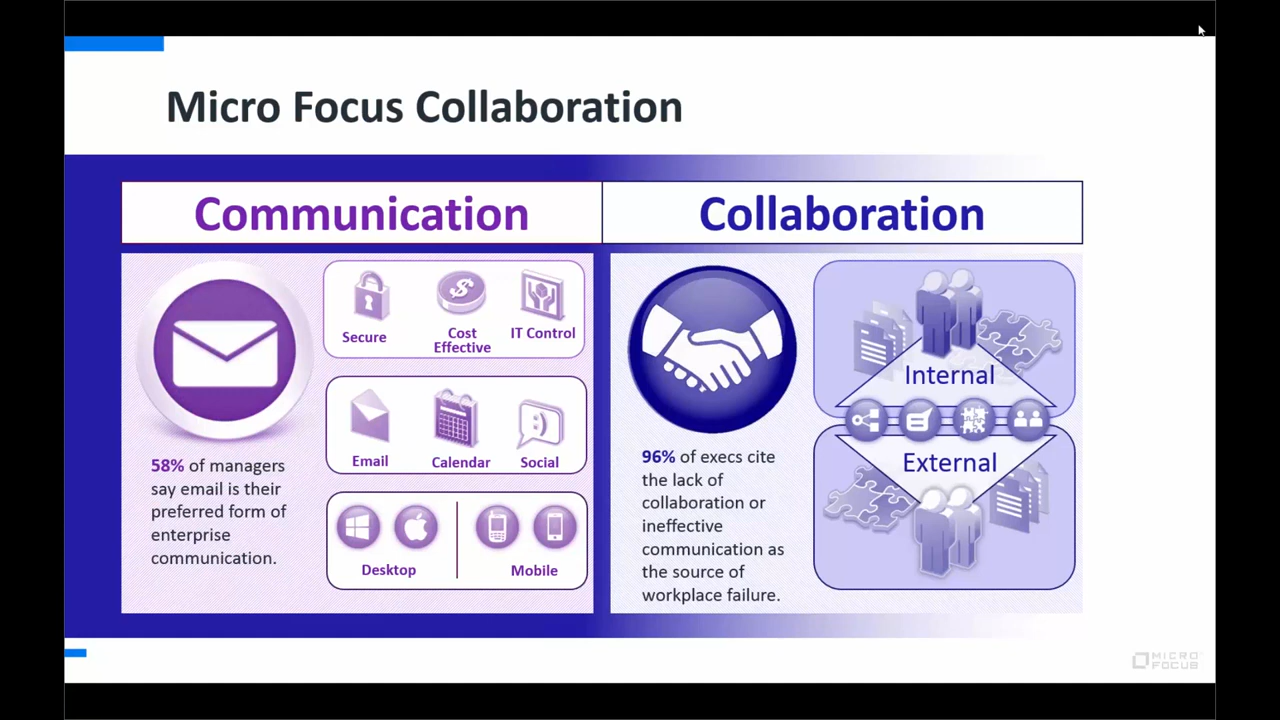 Micro Focus Collaboration
Communication
Collaboration
Secure
Cost
Effective
IT Control
Email
Calendar
Social
Desktop
Mobile
58% of managers
say email is their
preferred form of
enterprise
communication.
96% of execs cite
the lack of
collaboration or
ineffective
communication as
the source of
workplace failure.
Internal
External
MICRO
FOCUS